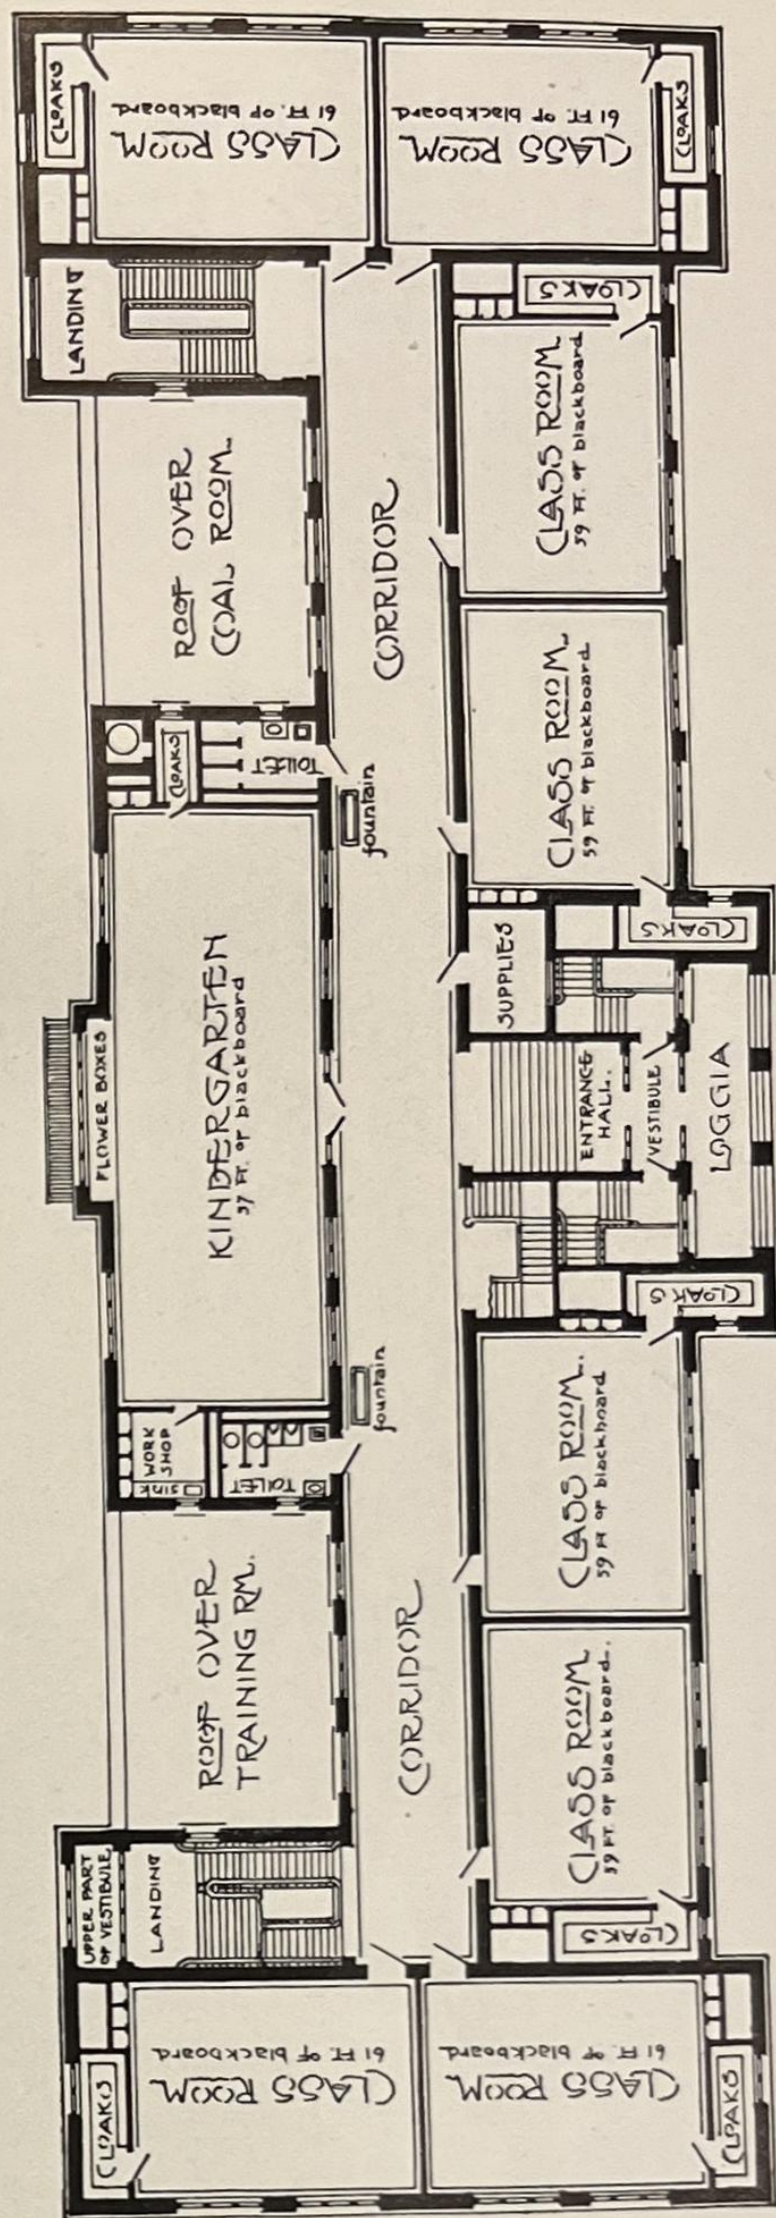 CLOAKS
61 FT. OF blackboard
CLASS ROOM
61 FT. OF blackboard
CLASS ROOM
CLOAKS
LANDING
CLOAKS
CLASS ROOM
59 FT. OF blackboard
ROOF OVER
COAL ROOM.
CORRIDOR
CLASS ROOM.
59 FT. OF blackboard
CLOAKS
TOILET
fountain
CLOAKS
SUPPLIES
KINDERGARTEN
37 FT. OF blackboard
FLOWER BOXES
ENTRANCE
HALL.
VESTIBULE
LOGGIA
CLOAKS
fountain
WORK
SHOP
SINK
TOILET
CLASS ROOM..
59 FT OF blackboard
ROOF OVER
TRAINING RM.
CORRIDOR
CLASS ROOM
59 FT. OF blackboard..
UPPER PART
OF VESTIBULE
LANDING
CLOAKS
CLOAKS
61 FT. OF blackboard
CLASS ROOM
61 FT. OF blackboard
CLASS ROOM
CLOAKS